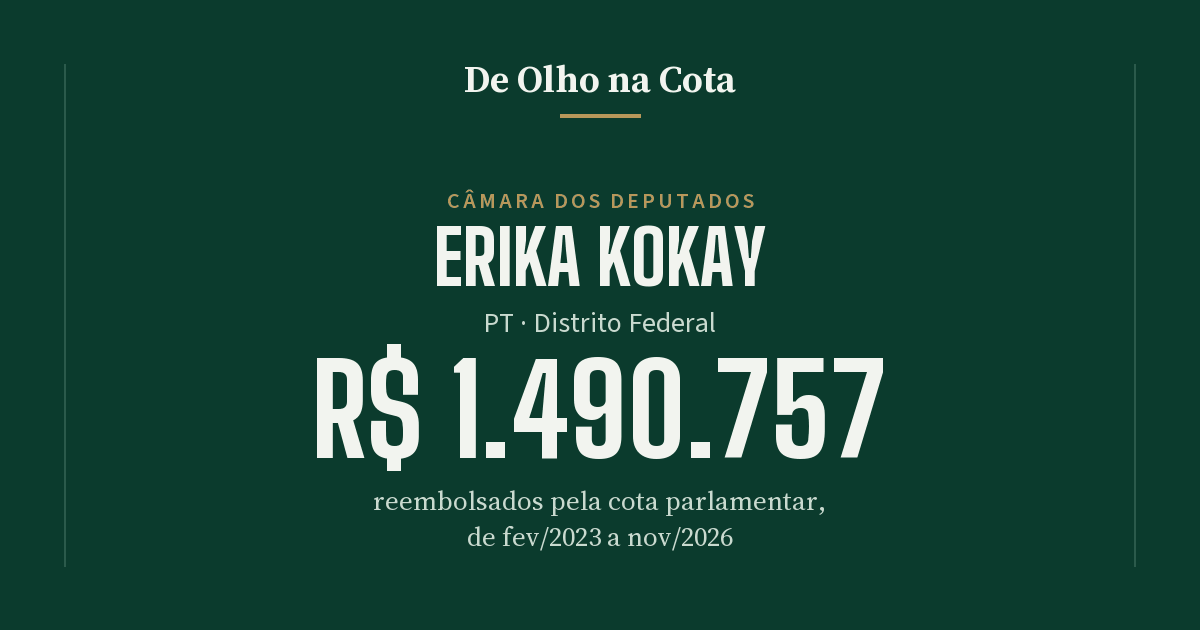 De Olho na Cota
CÂMARA DOS DEPUTADOS
ERIKA KOKAY
PT · Distrito Federal
R$ 1.490.757
reembolsados pela cota parlamentar,
de fev/2023 a nov/2026